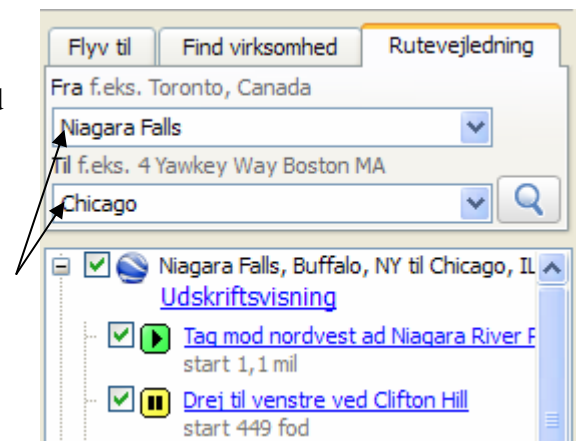 Flyv til Find virksomhed Rutevejledning
Fra f.eks. Toronto, Canada
Niagara Falls
Til f.eks. 4 Yawkey Way Boston MA
Chicago
Niagara Falls, Buffalo, NY til Chicago, IL
Udskriftsvisning
Tag mod nordvest ad Niagara River
start 1,1 mil
Drej til venstre ved Clifton Hill
start 449 fod